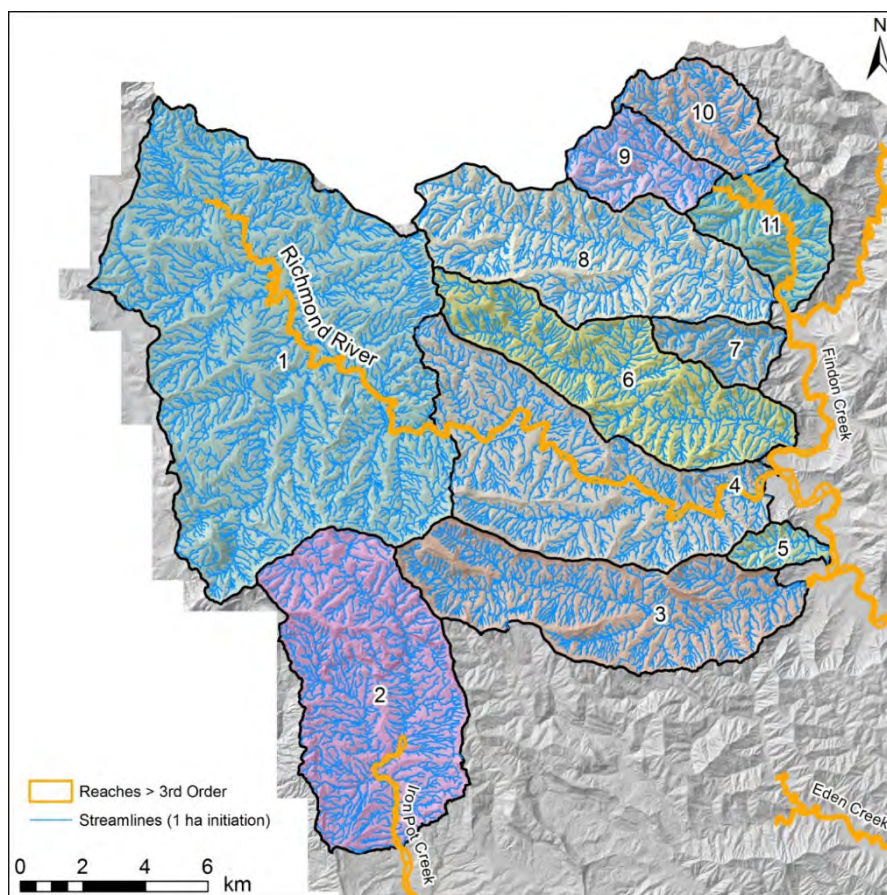 N
10
9
11
8
Richmond River
7
1
Findon Creek
6
4
5
3
2
Iron Pot Creek
Eden Creek
Reaches > 3rd Order
Streamlines (1 ha initiation)
0 2 4 6
km